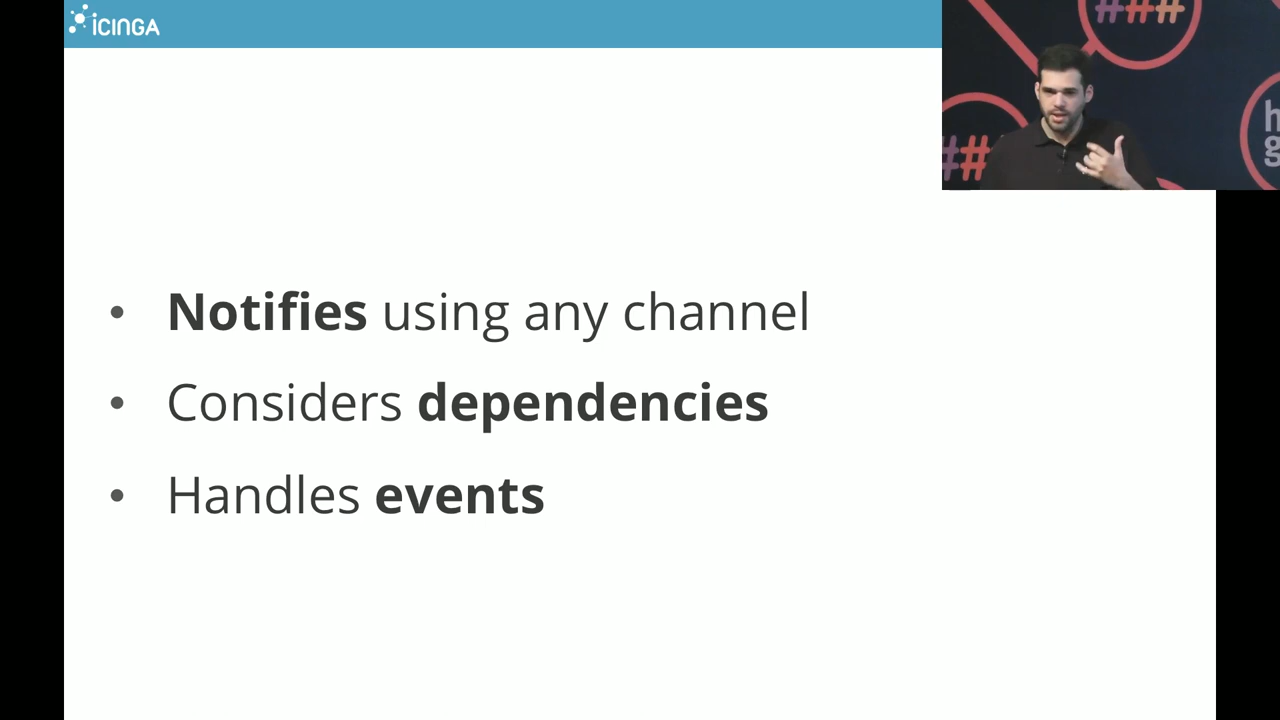 iCINGA
###
##
h
g
• Notifies using any channel
• Considers dependencies
• Handles events